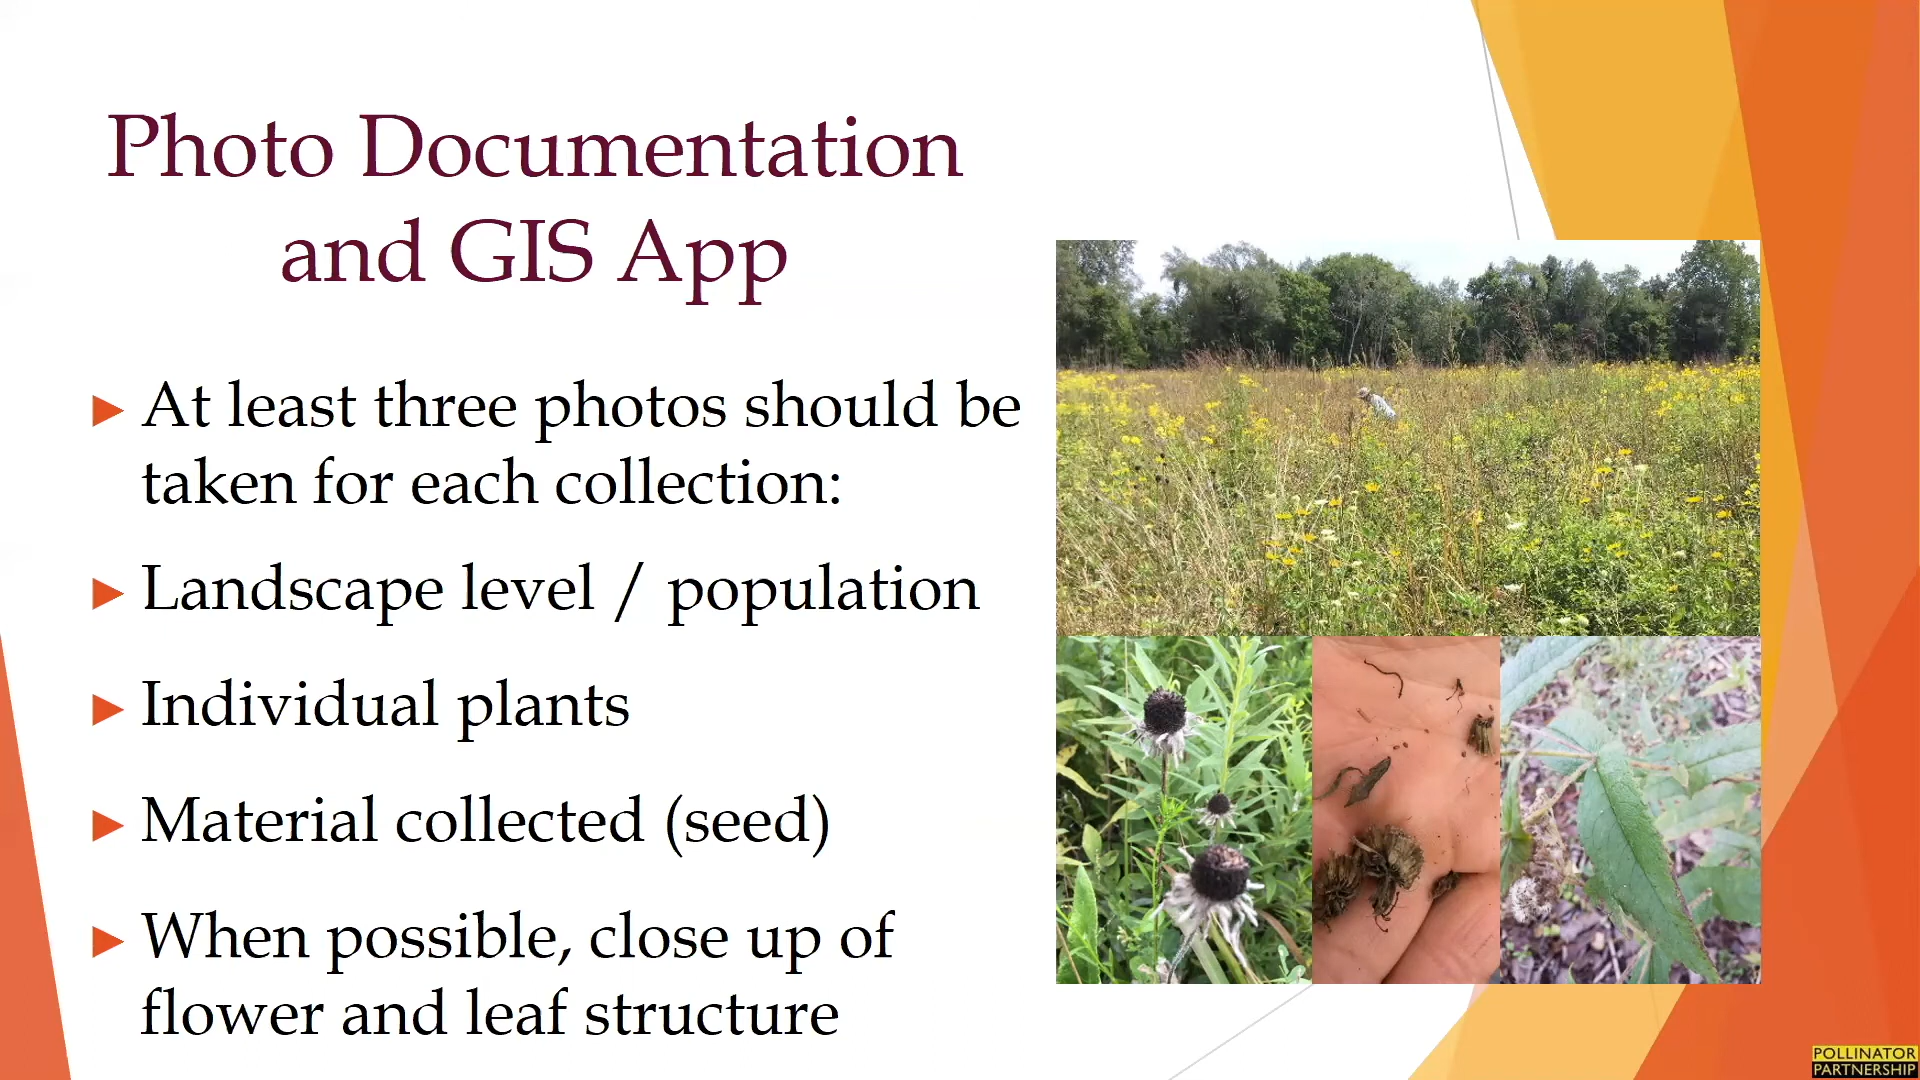 Photo Documentation
and GIS App
At least three photos should be
taken for each collection:
Landscape level / population
Individual plants
Material collected (seed)
When possible, close up of
flower and leaf structure
POLLINATOR
PARTNERSHIP